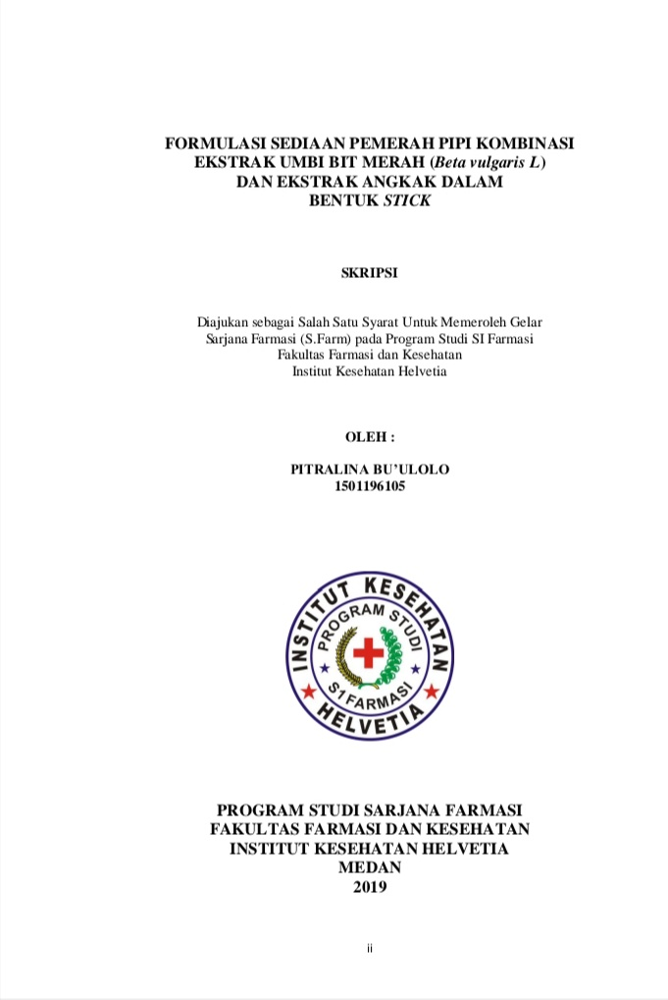 FORMULASI SEDIAAN PEMERAH PIPI KOMBINASI
EKSTRAK UMBI BIT MERAH (Beta vulgaris L)
DAN EKSTRAK ANGKAK DALAM
BENTUK STICK
SKRIPSI
Diajukan sebagai Salah Satu Syarat Untuk Memeroleh Gelar
Sarjana Farmasi (S.Farm) pada Program Studi SI Farmasi
Fakultas Farmasi dan Kesehatan
Institut Kesehatan Helvetia
OLEH :
PITRALINA BU’ULOLO
1501196105
INSTITUT KESEHATAN
PROGRAM STUDI
S1 FARMASI
HELVETIA
PROGRAM STUDI SARJANA FARMASI
FAKULTAS FARMASI DAN KESEHATAN
INSTITUT KESEHATAN HELVETIA
MEDAN
2019
ii